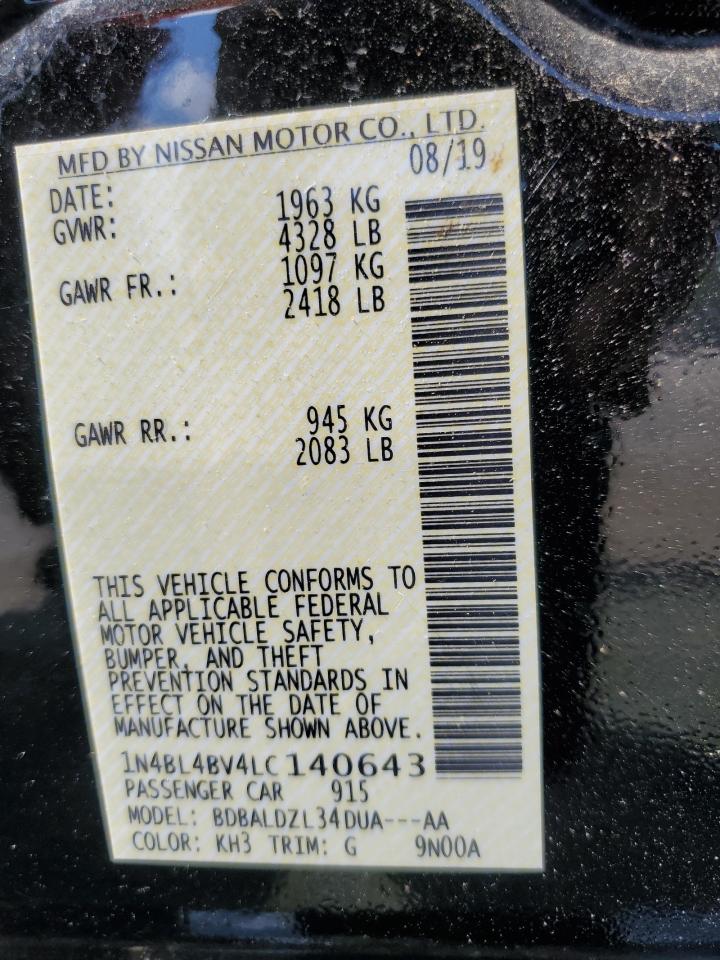 MFD BY NISSAN MOTOR CO., LTD.
DATE: 08/19
GVWR: 1963 KG
4328 LB
GAWR FR.: 1097 KG
2418 LB
GAWR RR.: 945 KG
2083 LB
THIS VEHICLE CONFORMS TO
ALL APPLICABLE FEDERAL
MOTOR VEHICLE SAFETY,
BUMPER, AND THEFT
PREVENTION STANDARDS IN
EFFECT ON THE DATE OF
MANUFACTURE SHOWN ABOVE.
1N4BL4BV4LC140643
PASSENGER CAR 915
MODEL: BDBALDZL34DUA---AA
COLOR: KH3 TRIM: G 9N00A